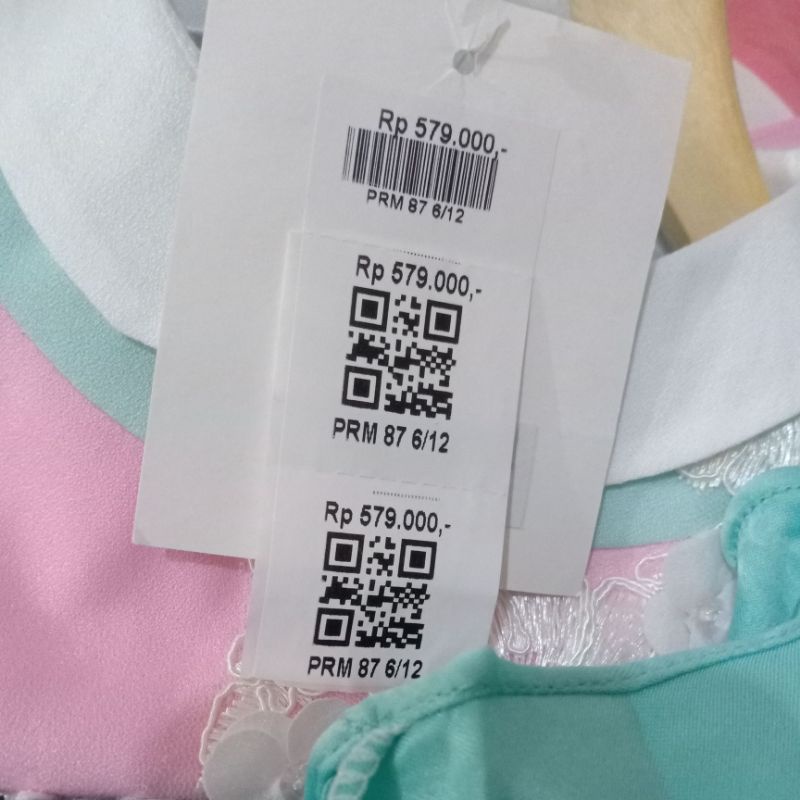 Rp 579.000,-
PRM 87 6/12
Rp 579.000,-
PRM 87 6/12
Rp 579.000,-
PRM 87 6/12